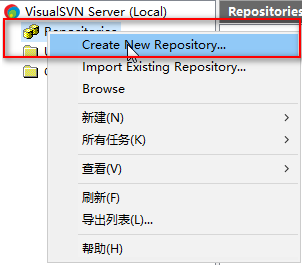 VisualSVN Server (Local)
Repositories
Repositories
Create New Repository...
Import Existing Repository...
Browse
新建(N)
所有任务(K)
查看(V)
刷新(F)
导出列表(L)...
帮助(H)